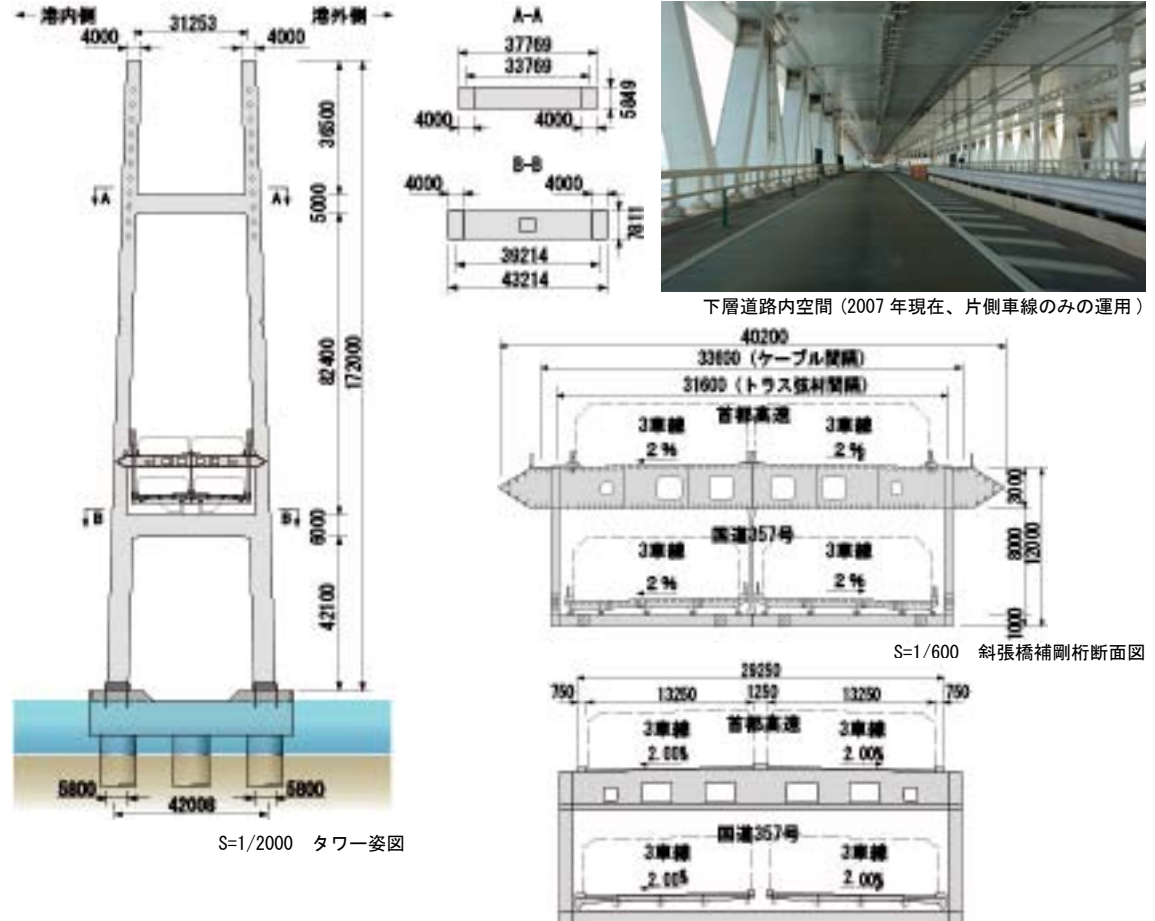 ← 港内側
港外側 →
31253
4000
4000
36500
A
A
5000
82400
172000
B
B
6000
42100
5800
5800
42008
S=1/2000 タワー姿図
A-A
37769
33769
5849
4000
4000
B-B
4000
4000
7811
39214
43214
下層道路内空間（2007年現在、片側車線のみの運用）
40200
33600（ケーブル間隔）
31600（トラス弦材間隔）
首都高速
3車線
3車線
2%
2%
3000
国道357号
8000
12000
3車線
3車線
2%
2%
1000
S=1/600 斜張橋補剛桁断面図
29250
750
13250
1250
13250
750
首都高速
3車線
3車線
2.00%
2.00%
国道357号
3車線
3車線
2.00%
2.00%